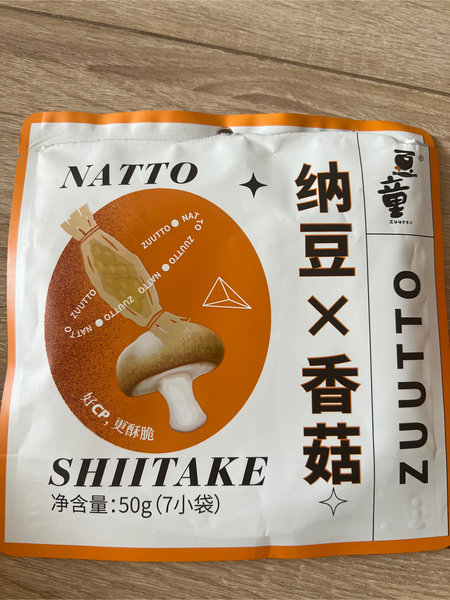 NATTO
ZUUTTO NATTO
ZUUTTO NATTO ZUUTTO
ZUUTTO NATTO
好CP,更酥脆
SHIITAKE
净含量:50g(7小袋)
纳豆×香菇
豆童®
Zuutto
ZUUTTO